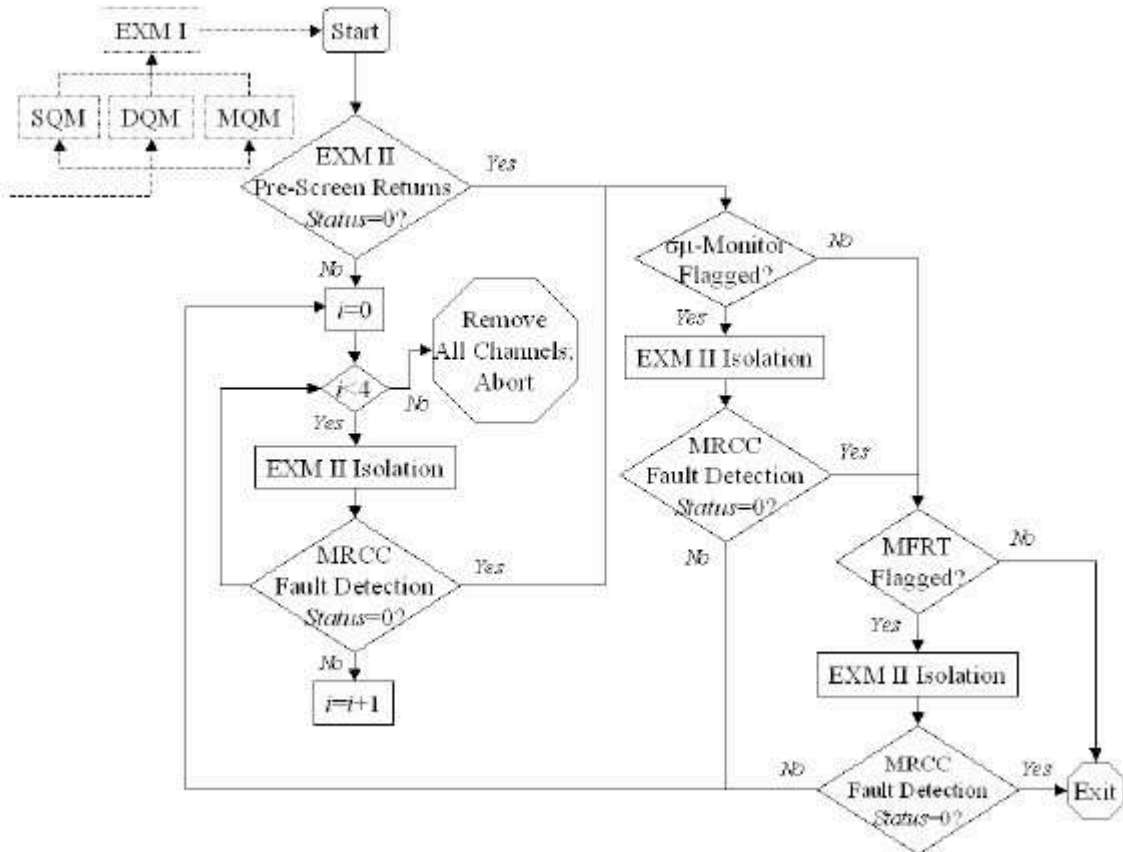 EXM I
Start
SQM
DQM
MQM
EXM II
Pre-Screen Returns
Status=0?
Yes
No
σμ-Monitor
Flagged?
No
Yes
i=0
Remove
All Channels;
Abort
i<4
No
Yes
EXM II Isolation
EXM II Isolation
MRCC
Fault Detection
Status=0?
Yes
No
MRCC
Fault Detection
Status=0?
Yes
No
i=i+1
MFRT
Flagged?
No
Yes
EXM II Isolation
MRCC
Fault Detection
Status=0?
No
Yes
Exit